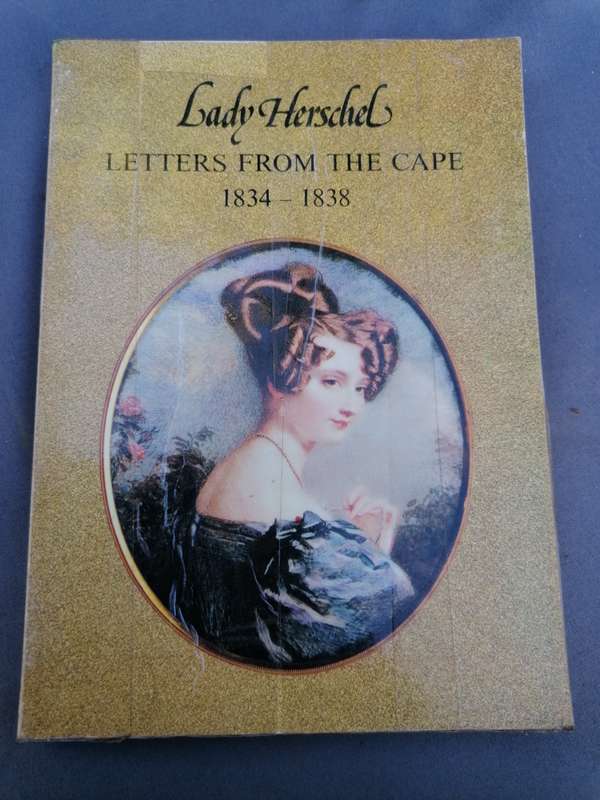 Lady Herschel
LETTERS FROM THE CAPE
1834 – 1838